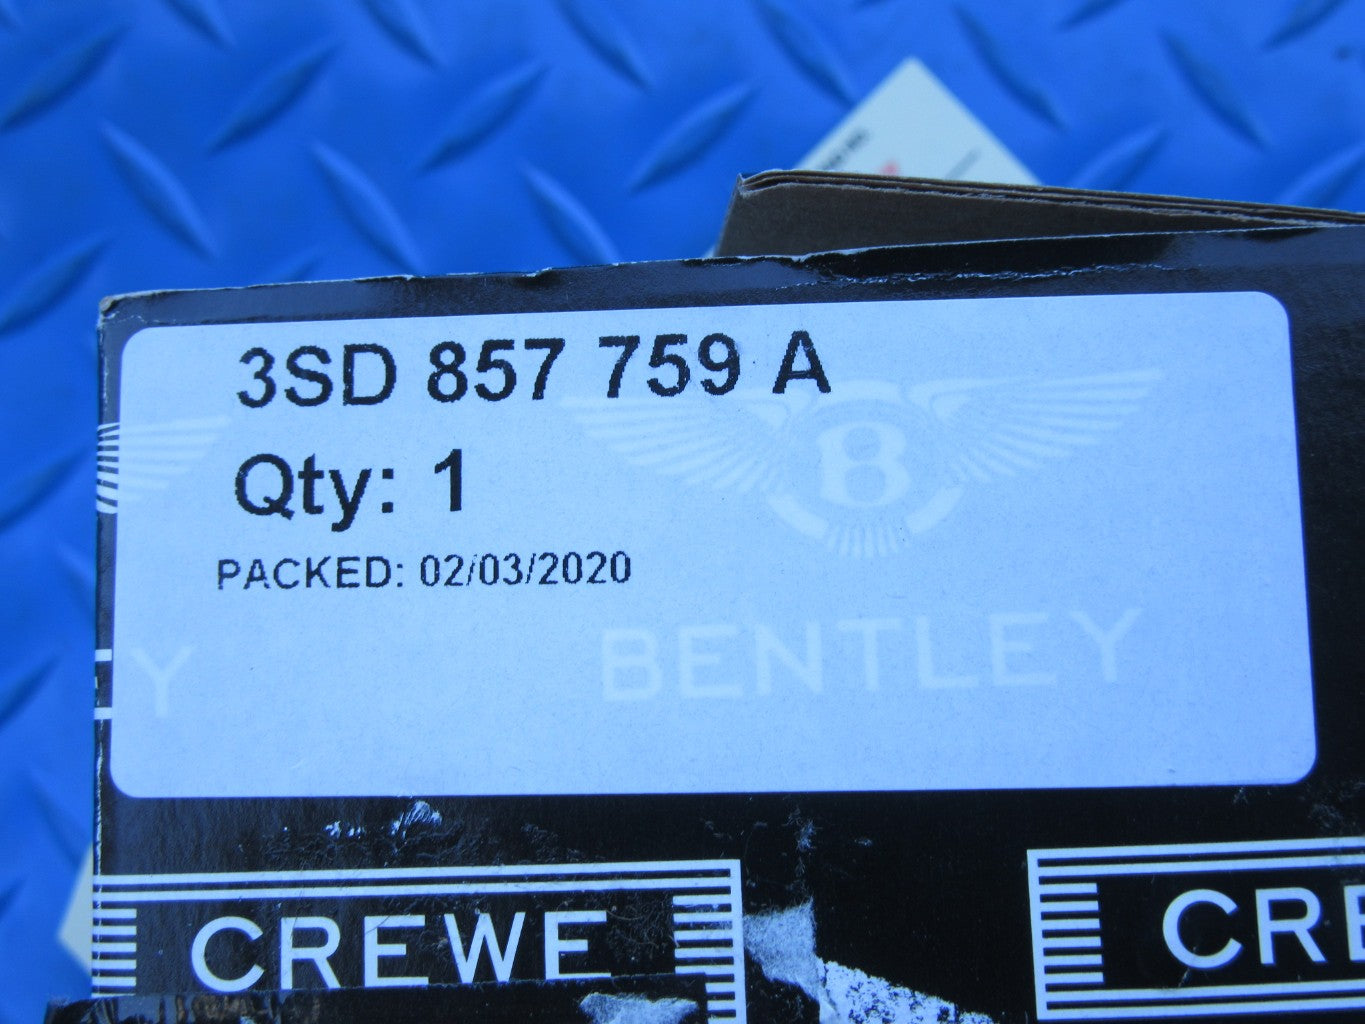 3SD 857 759 A
Qty: 1
PACKED: 02/03/2020
B
Y
BENTLEY
CREWE
CRE